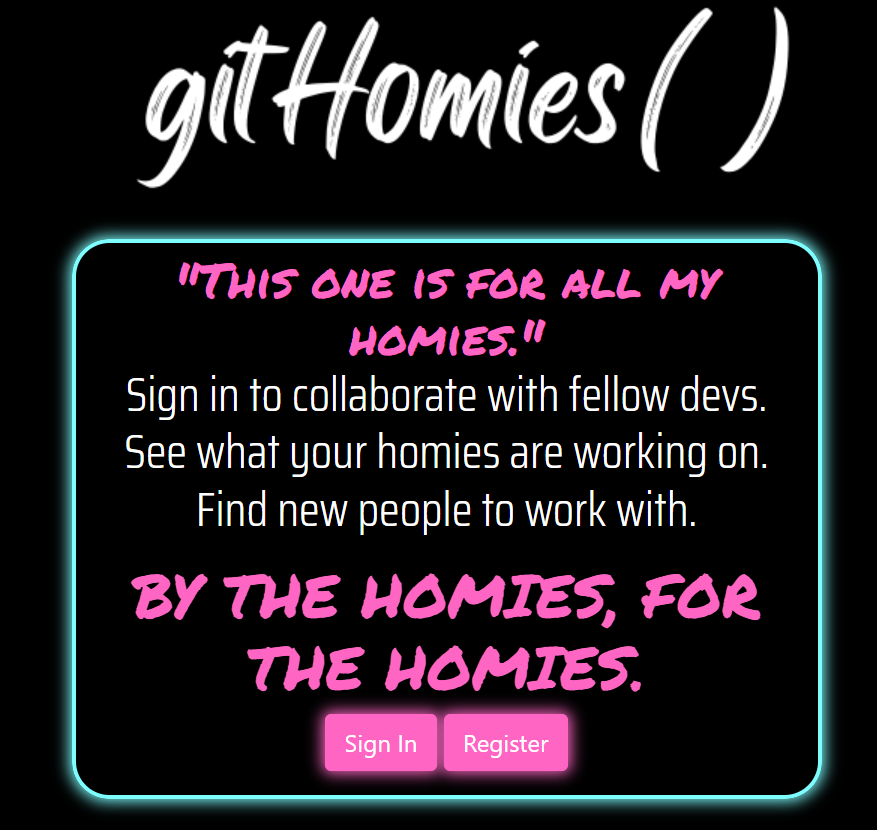 gitHomies( )
"This one is for all my
homies."
Sign in to collaborate with fellow devs.
See what your homies are working on.
Find new people to work with.
BY THE HOMIES, FOR
THE HOMIES.
Sign In Register